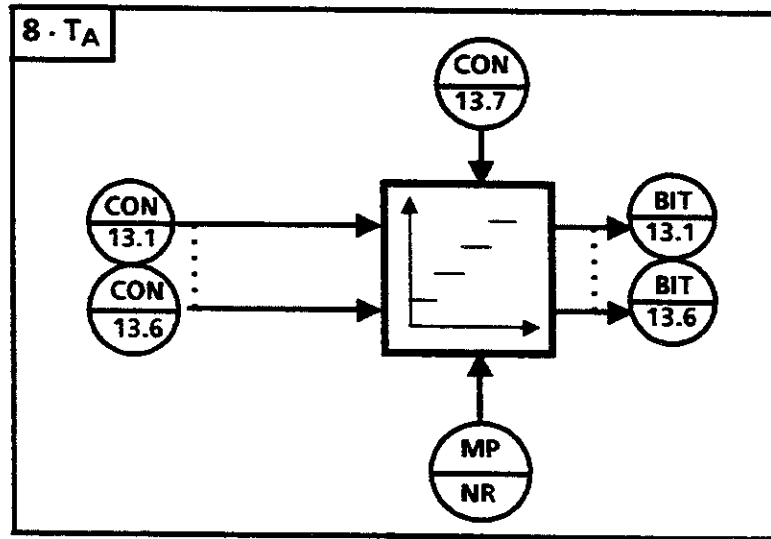 8 · TA
CON
13.7
CON
13.1
CON
13.6
BIT
13.1
BIT
13.6
MP
NR